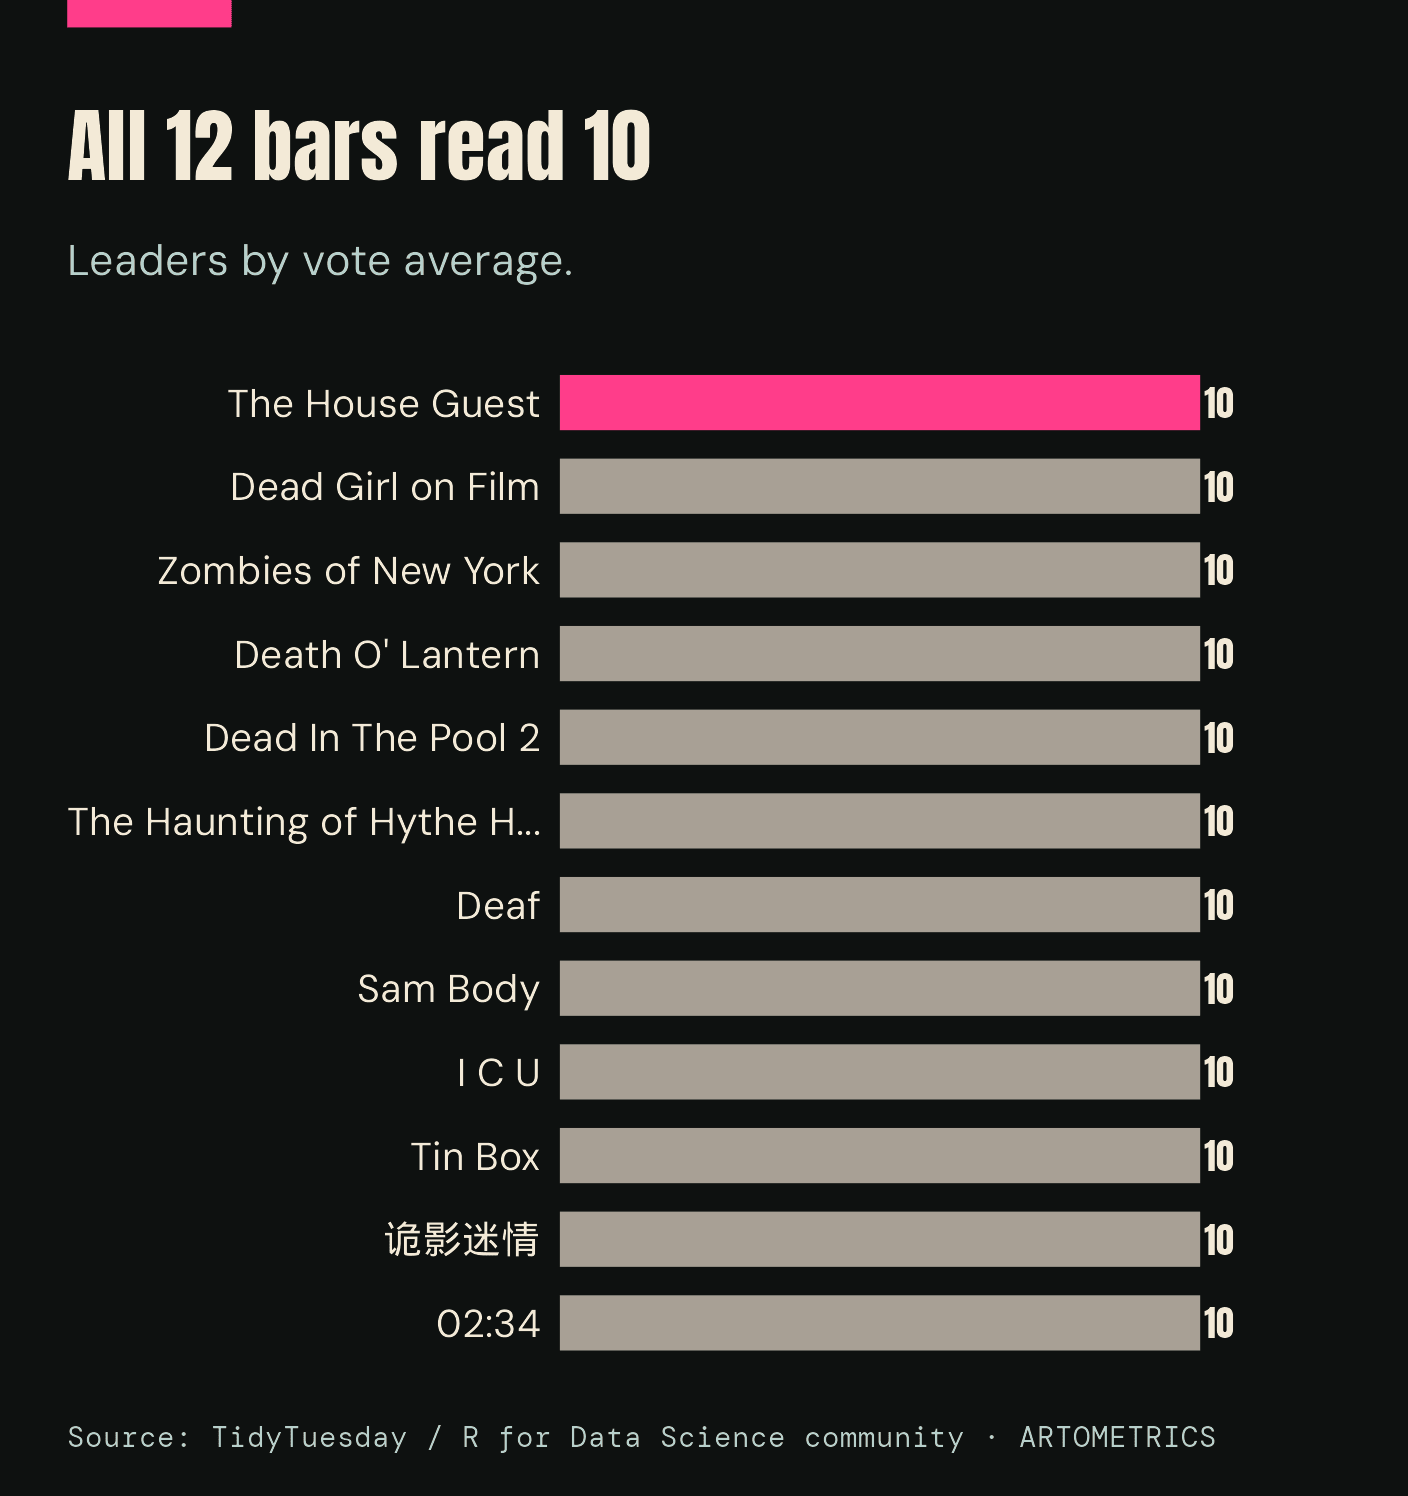 All 12 bars read 10
Leaders by vote average.
The House Guest 10
Dead Girl on Film 10
Zombies of New York 10
Death O' Lantern 10
Dead In The Pool 2 10
The Haunting of Hythe H... 10
Deaf 10
Sam Body 10
I C U 10
Tin Box 10
诡影迷情 10
02:34 10
Source: TidyTuesday / R for Data Science community · ARTOMETRICS